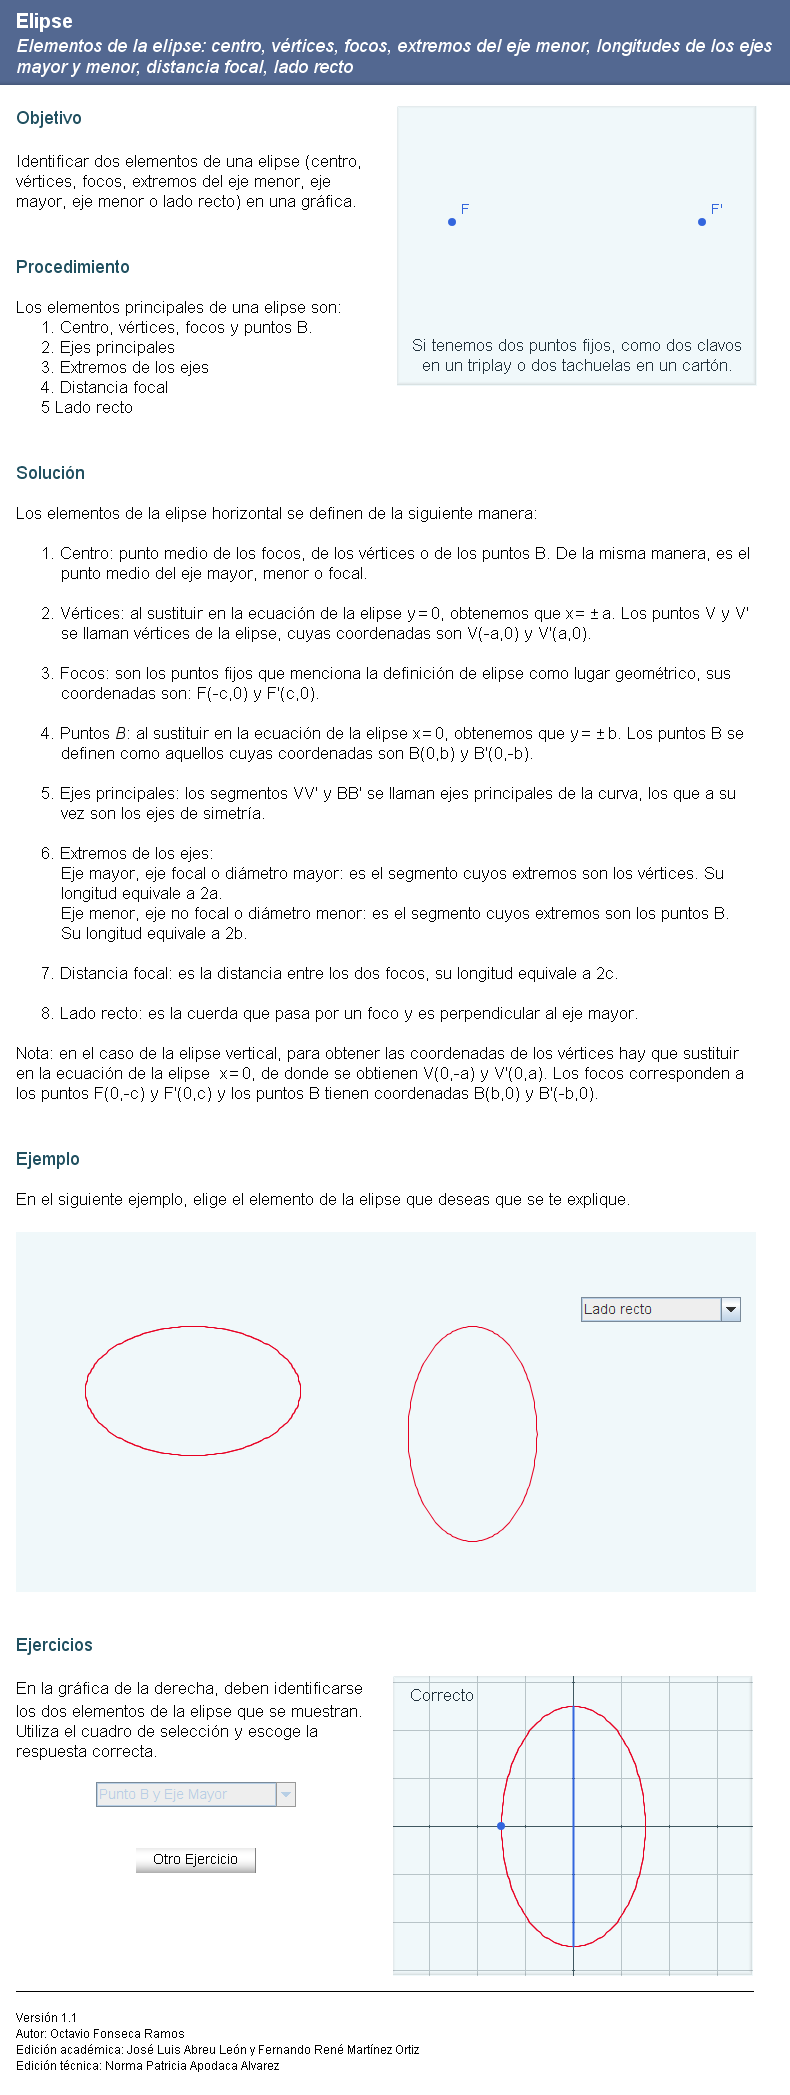 Elipse
Elementos de la elipse: centro, vértices, focos, extremos del eje menor, longitudes de los ejes
mayor y menor, distancia focal, lado recto
Objetivo
Identificar dos elementos de una elipse (centro,
vértices, focos, extremos del eje menor, eje
mayor, eje menor o lado recto) en una gráfica.
F
F'
Si tenemos dos puntos fijos, como dos clavos
en un triplay o dos tachuelas en un cartón.
Procedimiento
Los elementos principales de una elipse son:
1. Centro, vértices, focos y puntos B.
2. Ejes principales
3. Extremos de los ejes
4. Distancia focal
5 Lado recto
Solución
Los elementos de la elipse horizontal se definen de la siguiente manera:
1. Centro: punto medio de los focos, de los vértices o de los puntos B. De la misma manera, es el
punto medio del eje mayor, menor o focal.
2. Vértices: al sustituir en la ecuación de la elipse y=0, obtenemos que x= ±a. Los puntos V y V'
se llaman vértices de la elipse, cuyas coordenadas son V(-a,0) y V'(a,0).
3. Focos: son los puntos fijos que menciona la definición de elipse como lugar geométrico, sus
coordenadas son: F(-c,0) y F'(c,0).
4. Puntos B: al sustituir en la ecuación de la elipse x=0, obtenemos que y= ±b. Los puntos B se
definen como aquellos cuyas coordenadas son B(0,b) y B'(0,-b).
5. Ejes principales: los segmentos VV' y BB' se llaman ejes principales de la curva, los que a su
vez son los ejes de simetría.
6. Extremos de los ejes:
Eje mayor, eje focal o diámetro mayor: es el segmento cuyos extremos son los vértices. Su
longitud equivale a 2a.
Eje menor, eje no focal o diámetro menor: es el segmento cuyos extremos son los puntos B.
Su longitud equivale a 2b.
7. Distancia focal: es la distancia entre los dos focos, su longitud equivale a 2c.
8. Lado recto: es la cuerda que pasa por un foco y es perpendicular al eje mayor.
Nota: en el caso de la elipse vertical, para obtener las coordenadas de los vértices hay que sustituir
en la ecuación de la elipse x=0, de donde se obtienen V(0,-a) y V'(0,a). Los focos corresponden a
los puntos F(0,-c) y F'(0,c) y los puntos B tienen coordenadas B(b,0) y B'(-b,0).
Ejemplo
En el siguiente ejemplo, elige el elemento de la elipse que deseas que se te explique.
Lado recto
Ejercicios
En la gráfica de la derecha, deben identificarse
los dos elementos de la elipse que se muestran.
Utiliza el cuadro de selección y escoge la
respuesta correcta.
Punto B y Eje Mayor
Otro Ejercicio
Correcto
Versión 1.1
Autor: Octavio Fonseca Ramos
Edición académica: José Luis Abreu León y Fernando René Martínez Ortiz
Edición técnica: Norma Patricia Apodaca Alvarez